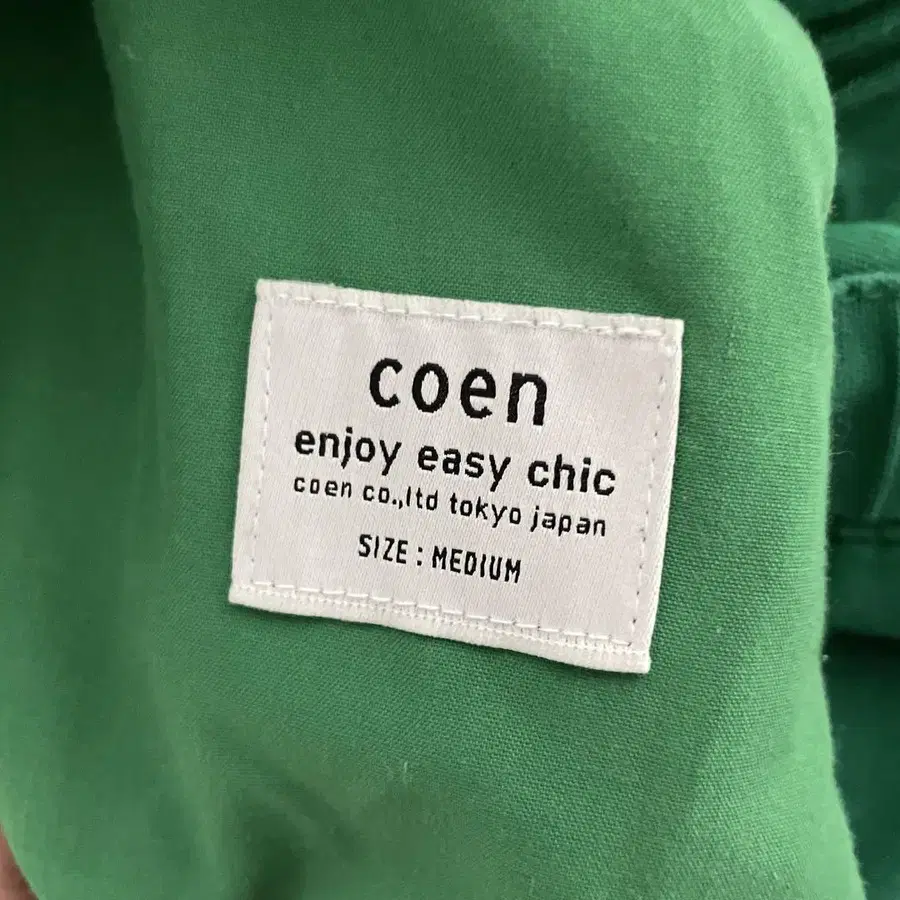 coen
enjoy easy chic
coen co.,ltd tokyo japan
SIZE : MEDIUM